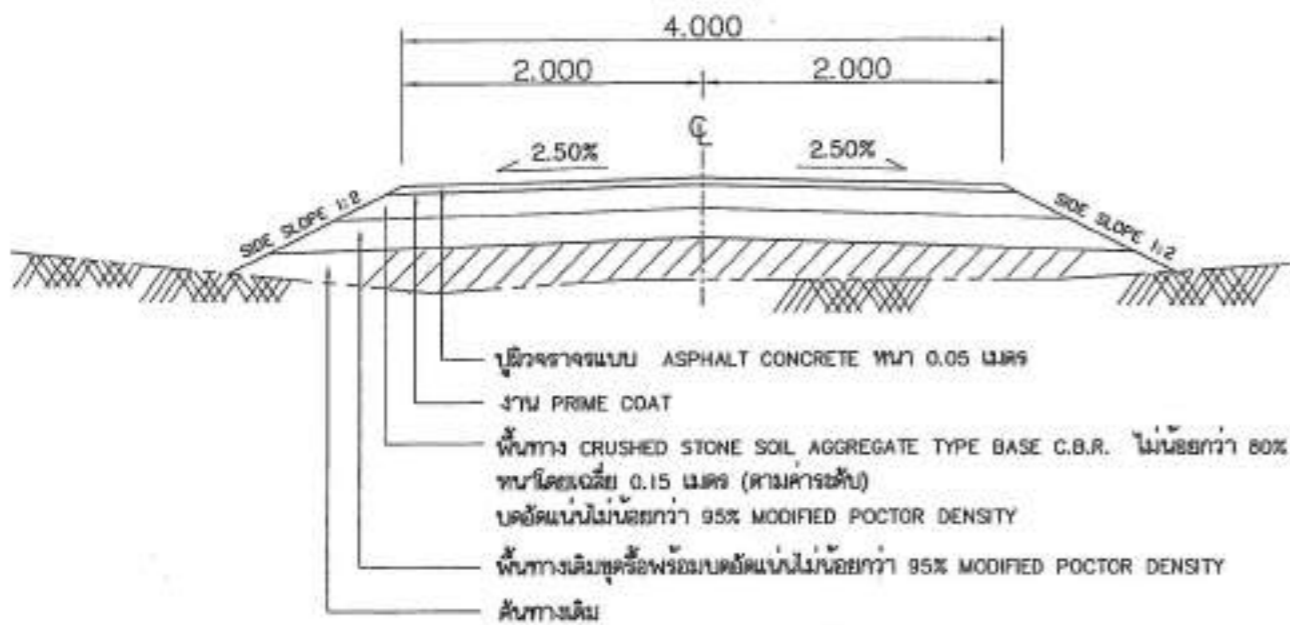 4.000
2.000 2.000
℄
2.50% 2.50%
SIDE SLOPE 1:2 SIDE SLOPE 1:2
ปูผิวจราจรแบบ ASPHALT CONCRETE หนา 0.05 เมตร
งาน PRIME COAT
พื้นทาง CRUSHED STONE SOIL AGGREGATE TYPE BASE C.B.R. ไม่น้อยกว่า 80%
หนาโดยเฉลี่ย 0.15 เมตร (ตามค่าระดับ)
บดอัดแน่นไม่น้อยกว่า 95% MODIFIED POCTOR DENSITY
พื้นทางเดิมขุดรื้อพร้อมบดอัดแน่นไม่น้อยกว่า 95% MODIFIED POCTOR DENSITY
คันทางเดิม